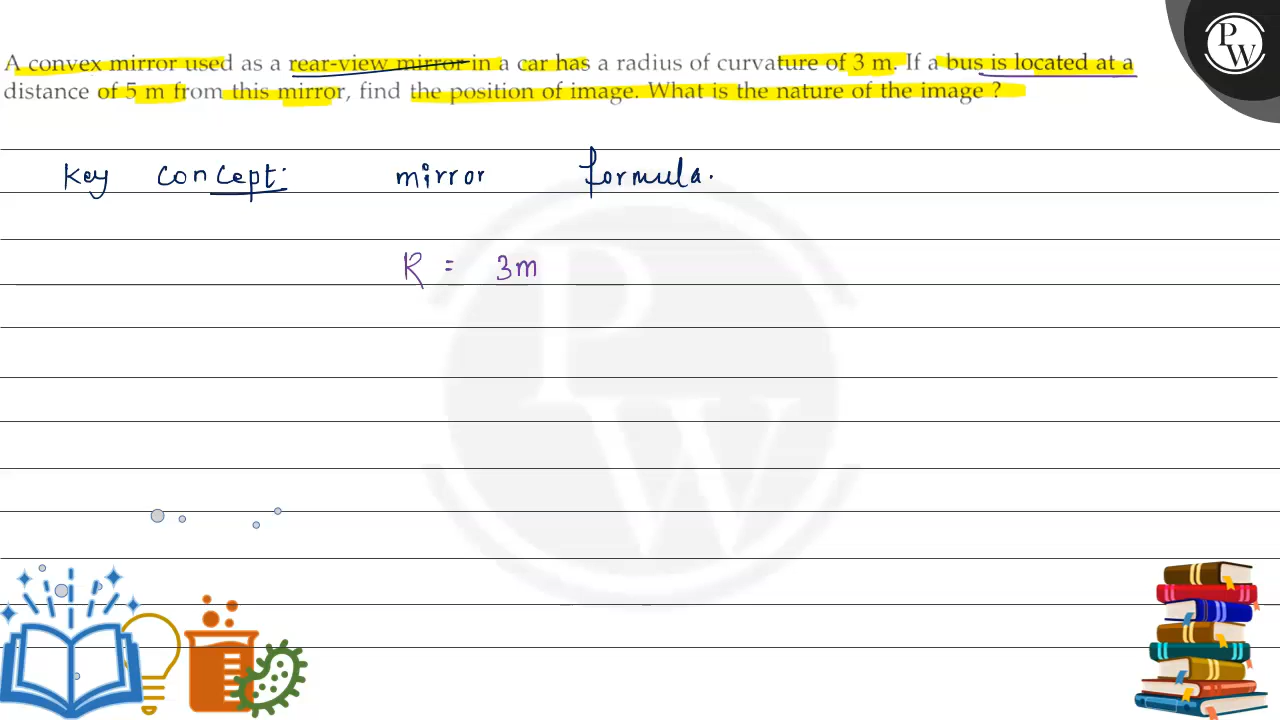 A convex mirror used as a rear-view mirror in a car has a radius of curvature of 3 m. If a bus is located at a
distance of 5 m from this mirror, find the position of image. What is the nature of the image ?
Key concept: mirror formula.
R = 3m
PW
PW